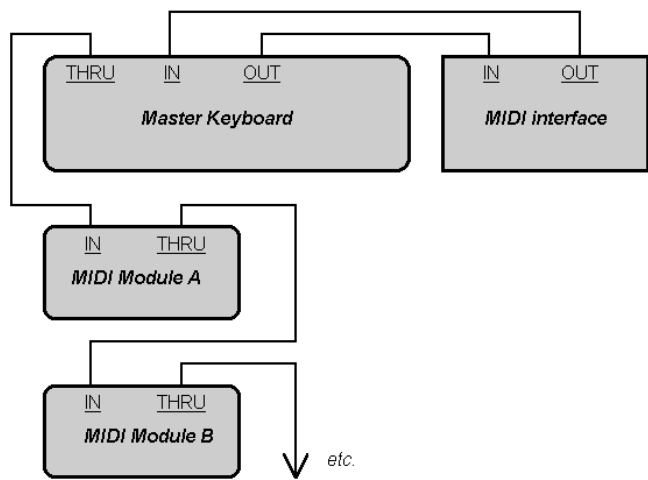 THRU IN OUT IN OUT
Master Keyboard MIDI interface
IN THRU
MIDI Module A
IN THRU
MIDI Module B
etc.